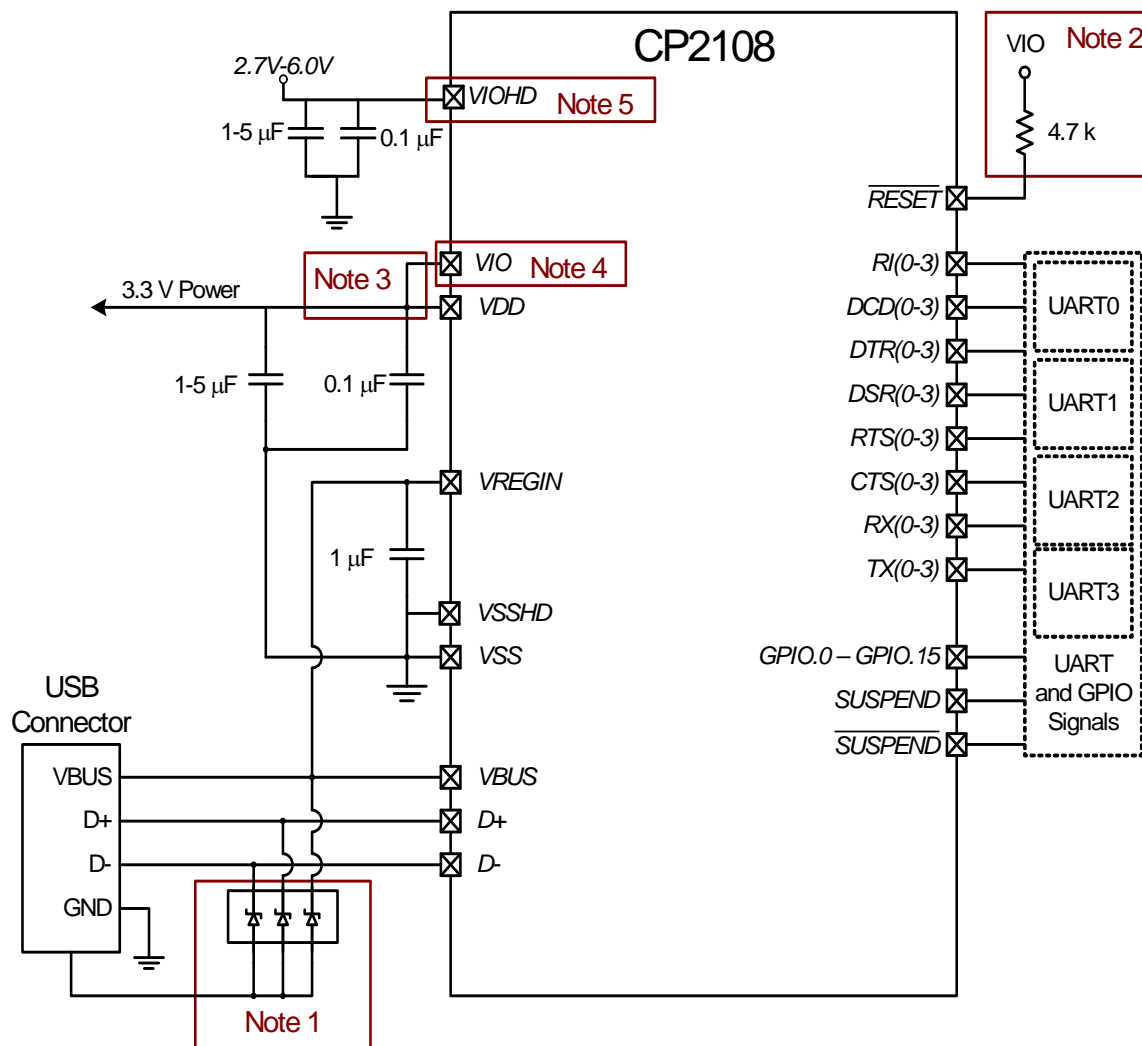 CP2108
Note 2
VIO
4.7 k
2.7V-6.0V
VIOHD
Note 5
1-5 μF
0.1 μF
RESET
VIO
Note 4
Note 3
3.3 V Power
VDD
1-5 μF
0.1 μF
VREGIN
1 μF
VSSHD
VSS
RI(0-3)
DCD(0-3)
DTR(0-3)
DSR(0-3)
RTS(0-3)
CTS(0-3)
RX(0-3)
TX(0-3)
GPIO.0 – GPIO.15
SUSPEND
SUSPEND
UART0
UART1
UART2
UART3
UART
and GPIO
Signals
USB
Connector
VBUS
D+
D-
GND
VBUS
D+
D-
Note 1